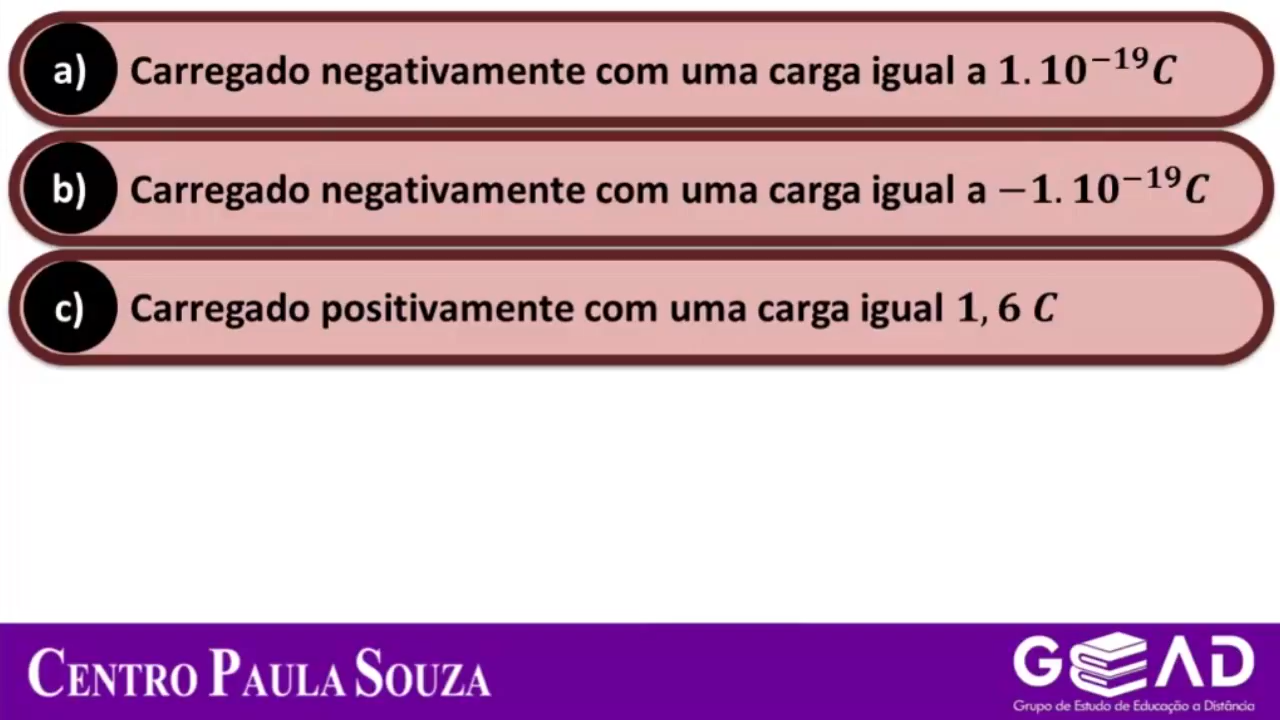 a) Carregado negativamente com uma carga igual a 1.10⁻¹⁹C
b) Carregado negativamente com uma carga igual a −1.10⁻¹⁹C
c) Carregado positivamente com uma carga igual 1,6 C
CENTRO PAULA SOUZA
GEAD
Grupo de Estudo de Educação a Distância